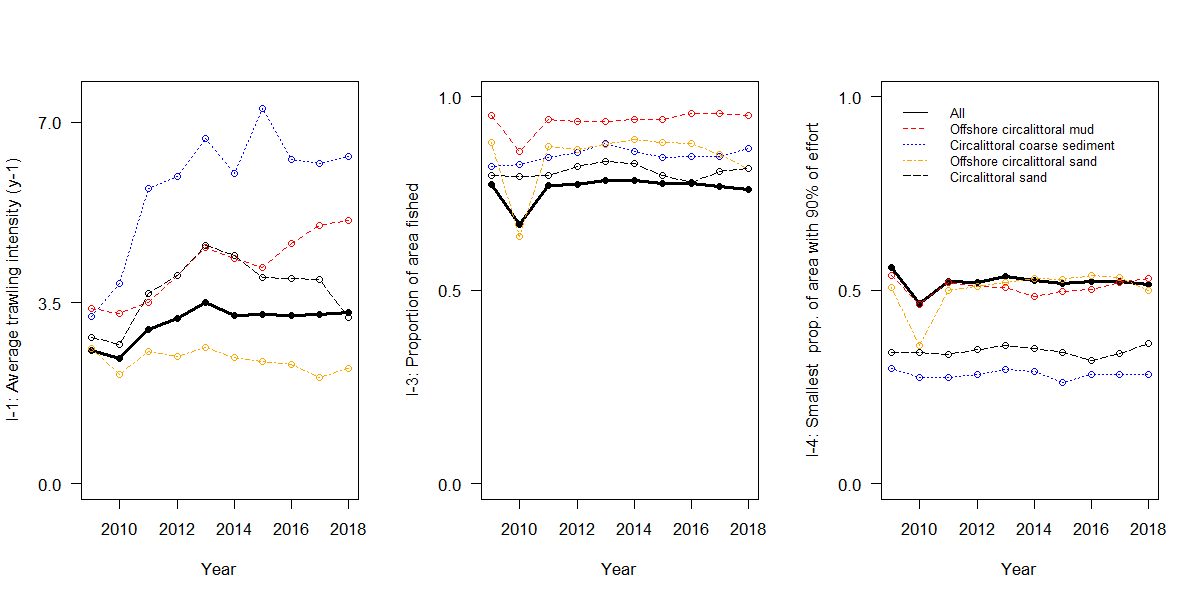 I-1: Average trawling intensity (y-1)
7.0
3.5
0.0
2010 2012 2014 2016 2018
Year
I-3: Proportion of area fished
1.0
0.5
0.0
2010 2012 2014 2016 2018
Year
I-4: Smallest prop. of area with 90% of effort
1.0
0.5
0.0
All
Offshore circalittoral mud
Circalittoral coarse sediment
Offshore circalittoral sand
Circalittoral sand
2010 2012 2014 2016 2018
Year